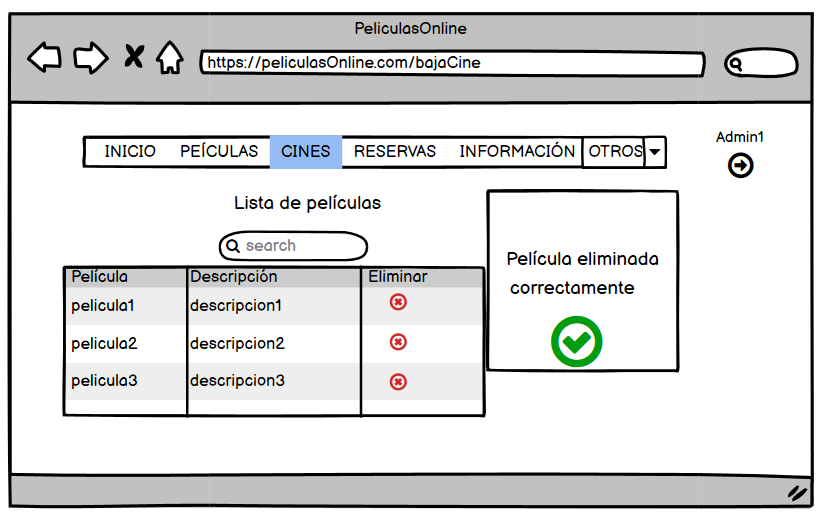 PeliculasOnline
https://peliculasOnline.com/bajaCine
Admin1
INICIO PEÍCULAS CINES RESERVAS INFORMACIÓN OTROS
Lista de películas
search
Película Descripción Eliminar
pelicula1 descripcion1
pelicula2 descripcion2
pelicula3 descripcion3
Película eliminada
correctamente